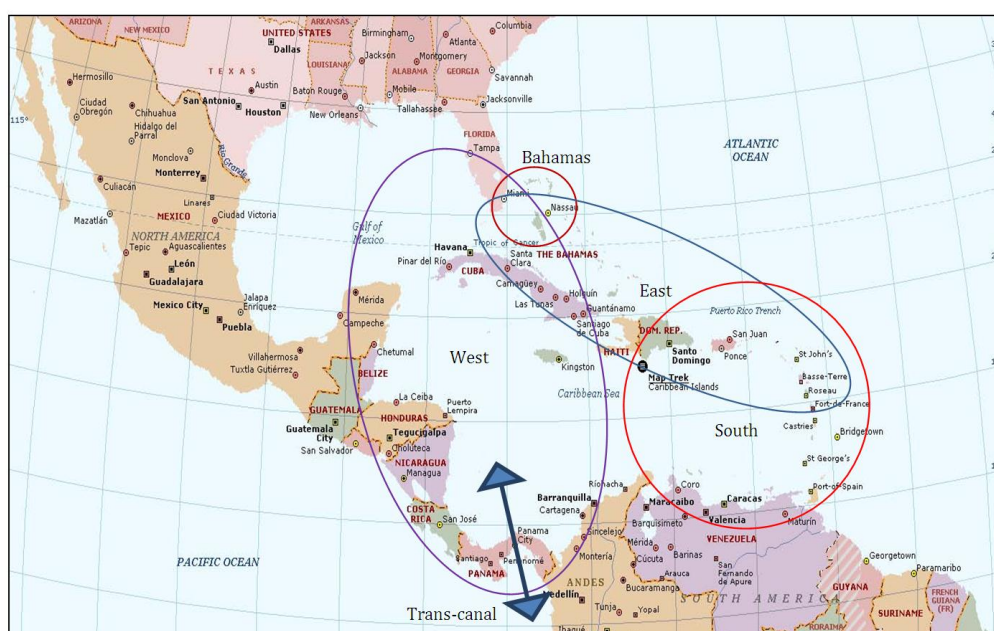 ARIZONA
NEW MEXICO
ARKANSAS
Birmingham
Columbia
UNITED STATES
Atlanta
Dallas
Jackson
Montgomery
LOUISIANA
ALABAMA
GEORGIA
TEXAS
Savannah
Hermosillo
Austin
Baton Rouge
Mobile
Ciudad
Obregón
Chihuahua
San Antonio
Houston
New Orleans
Tallahassee
Jacksonville
115°
Hidalgo del
Parral
Rio Grande
FLORIDA
ATLANTIC
OCEAN
Monclova
Tampa
Bahamas
Monterrey
Culiacán
Linares
Miami
Nassau
Mazatlán
MEXICO
Ciudad Victoria
Gulf of
Mexico
NORTH AMERICA
Tropic of Cancer
Tepic
Aguascalientes
Havana
Santa
Clara
THE BAHAMAS
León
Pinar del Río
CUBA
Guadalajara
Camagüey
East
Mérida
Holguín
Las Tunas
Mexico City
Jalapa
Enríquez
Guantánamo
Puerto Rico Trench
Puebla
Campeche
Santiago
de Cuba
DOM. REP.
San Juan
Chetumal
West
HAITI
Santo
Domingo
Ponce
St John's
Villahermosa
Kingston
Tuxtla Gutiérrez
BELIZE
Map Trek
Caribbean Islands
Basse-Terre
Caribbean Sea
Roseau
La Ceiba
Puerto
Lempira
Fort-de-France
GUATEMALA
HONDURAS
Castries
Guatemala
City
Tegucigalpa
South
Bridgetown
San Salvador
Choluteca
NICARAGUA
St George's
Managua
Riohacha
Coro
Port-of-Spain
Barranquilla
Maracaibo
Caracas
COSTA
RICA
San José
Cartagena
Barquisimeto
Valencia
Maturín
Panama
City
Sincelejo
VENEZUELA
Santiago
Penonomé
Montería
Mérida
Barinas
Georgetown
PACIFIC OCEAN
PANAMA
Cúcuta
San
Fernando
de Apure
Paramaribo
Arauca
ANDES
Bucaramanga
GUYANA
Medellín
SOUTH AMERICA
FRENCH
GUIANA
(FR)
Trans-canal
Tunja
Yopal
SURINAME
Ibagué
RORAIMA